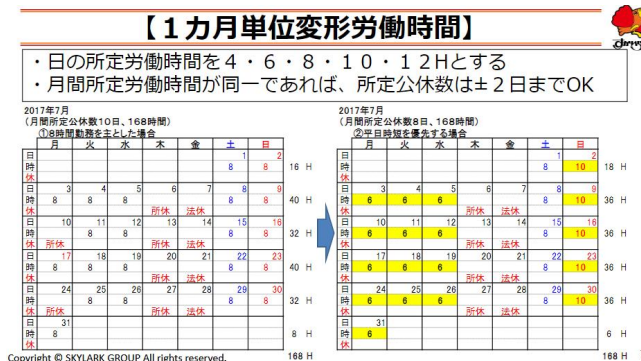 【１カ月単位変形労働時間】
・日の所定労働時間を４・６・８・１０・１２Hとする
・月間所定労働時間が同一であれば、所定公休数は±２日までOK
2017年7月
（月間所定公休数10日、168時間）
①8時間勤務を主とした場合
月 火 水 木 金 土 日
日 1 2
時 8 8 16 H
休
日 3 4 5 6 7 8 9
時 8 8 8 8 8 40 H
休 所休 法休
日 10 11 12 13 14 15 16
時 8 8 8 8 32 H
休 所休 所休 法休
日 17 18 19 20 21 22 23
時 8 8 8 8 8 40 H
休 所休 法休
日 24 25 26 27 28 29 30
時 8 8 8 8 32 H
休 所休 所休 法休
日 31
時 8 8 H
休
168 H
2017年7月
（月間所定公休数8日、168時間）
②平日時短を優先する場合
月 火 水 木 金 土 日
日 1 2
時 8 10 18 H
休
日 3 4 5 6 7 8 9
時 6 6 6 8 10 36 H
休 所休 法休
日 10 11 12 13 14 15 16
時 6 6 6 8 10 36 H
休 所休 法休
日 17 18 19 20 21 22 23
時 6 6 6 8 10 36 H
休 所休 法休
日 24 25 26 27 28 29 30
時 6 6 6 8 10 36 H
休 所休 法休
日 31
時 6 6 H
休
168 H
Copyright © SKYLARK GROUP All rights reserved.